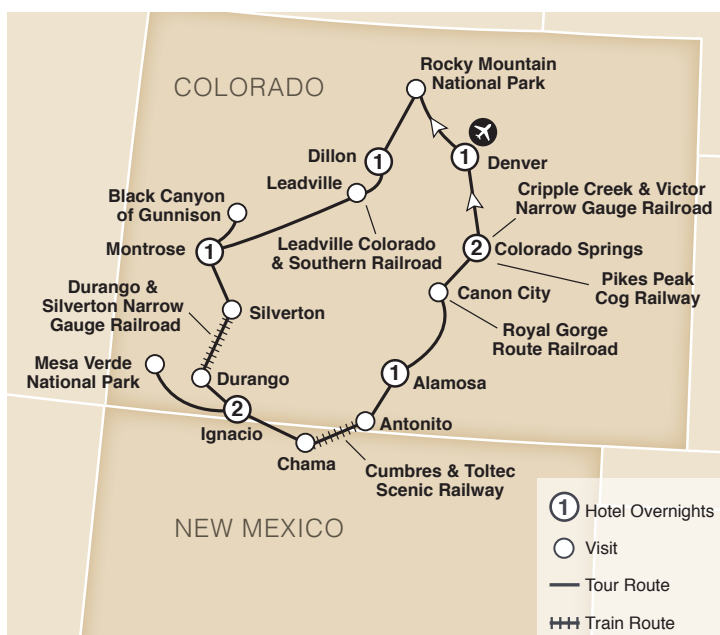 Rocky Mountain
National Park
COLORADO
Dillon
1
1
Denver
Leadville
Black Canyon
of Gunnison
Cripple Creek & Victor
Narrow Gauge Railroad
Montrose
1
Leadville Colorado
& Southern Railroad
2
Colorado Springs
Pikes Peak
Cog Railway
Durango &
Silverton Narrow
Gauge Railroad
Silverton
Canon City
Royal Gorge
Route Railroad
Mesa Verde
National Park
Durango
1
Alamosa
2
Ignacio
Antonito
Chama
Cumbres & Toltec
Scenic Railway
NEW MEXICO
1 Hotel Overnights
Visit
Tour Route
Train Route